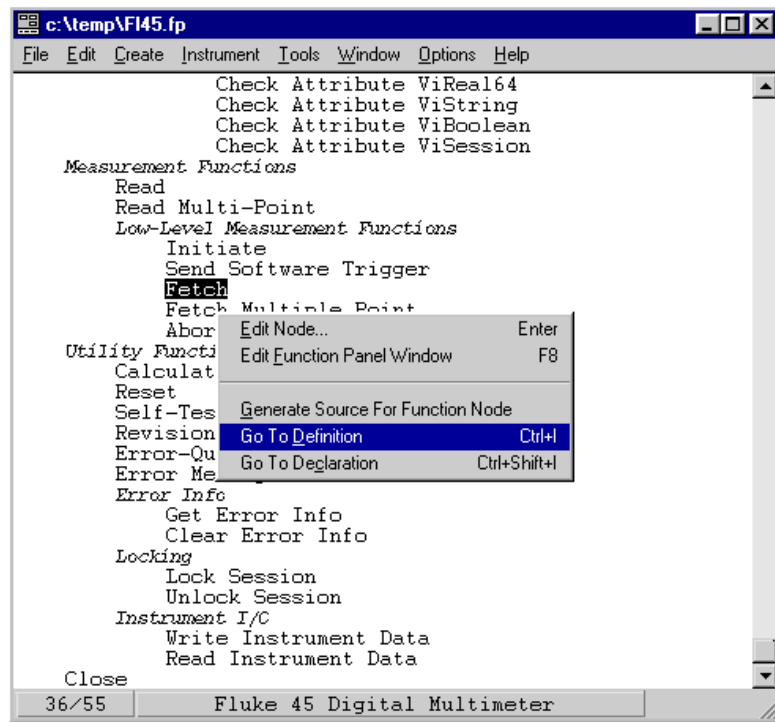 c:\temp\Fl45.fp
File Edit Create Instrument Tools Window Options Help
Check Attribute ViReal64
Check Attribute ViString
Check Attribute ViBoolean
Check Attribute ViSession
Measurement Functions
Read
Read Multi-Point
Low-Level Measurement Functions
Initiate
Send Software Trigger
Fetch
Fetch Multiple Point
Abor
Edit Node... Enter
Utility Functi
Edit Function Panel Window F8
Calculat
Reset
Self-Tes
Generate Source For Function Node
Revision
Go To Definition Ctrl+I
Error-Qu
Go To Declaration Ctrl+Shift+I
Error Me
Error Info
Get Error Info
Clear Error Info
Locking
Lock Session
Unlock Session
Instrument I/O
Write Instrument Data
Read Instrument Data
Close
36/55 Fluke 45 Digital Multimeter